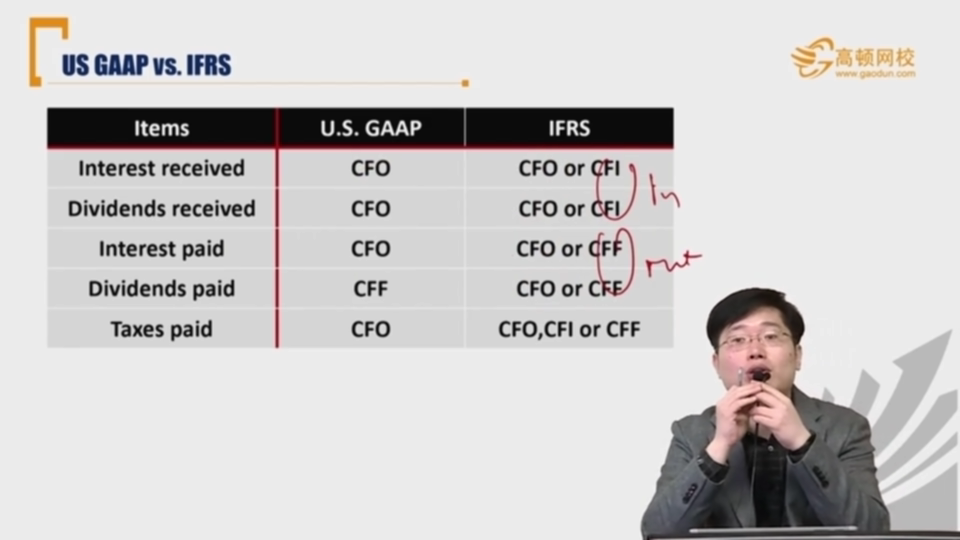 US GAAP vs. IFRS
高顿网校
www.gaodun.com
Items U.S. GAAP IFRS
Interest received CFO CFO or CFI
Dividends received CFO CFO or CFI
In
Interest paid CFO CFO or CFF
out
Dividends paid CFF CFO or CFF
Taxes paid CFO CFO,CFI or CFF